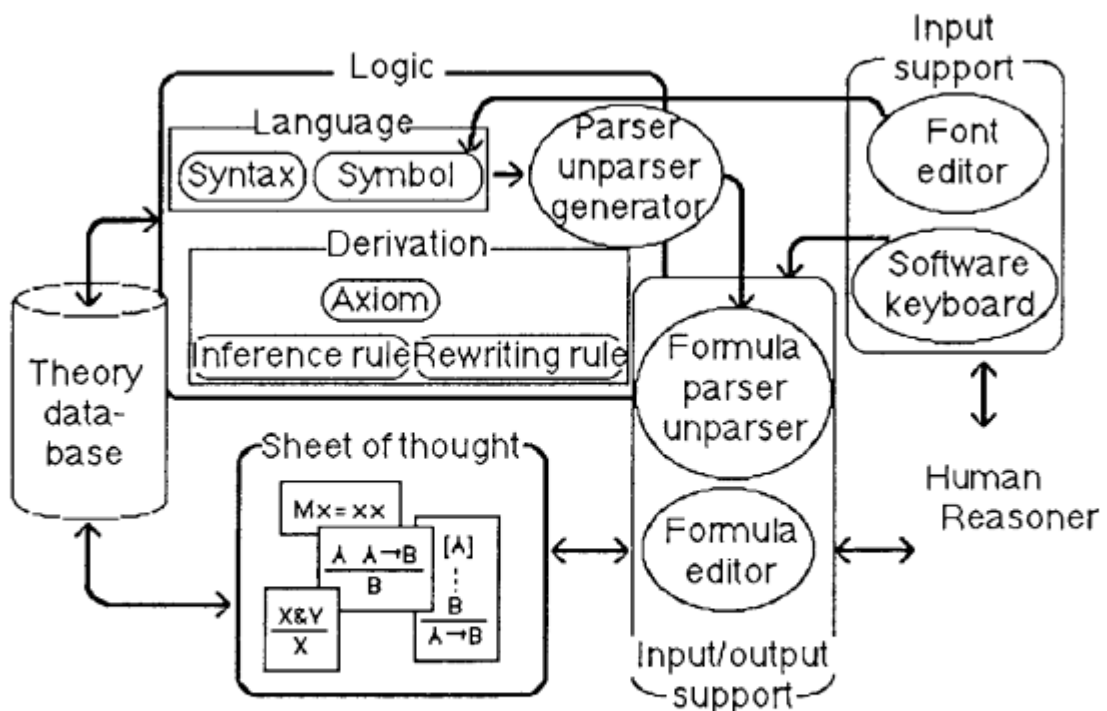 Logic
Language
Syntax
Symbol
Parser
unparser
generator
Input
support
Font
editor
Software
keyboard
Derivation
Axiom
Inference rule
Rewriting rule
Theory
data-
base
Formula
parser
unparser
Formula
editor
Input/output
support
Human
Reasoner
Sheet of thought
Mx=xx
A A→B
B
[A]
B
A→B
X&Y
X